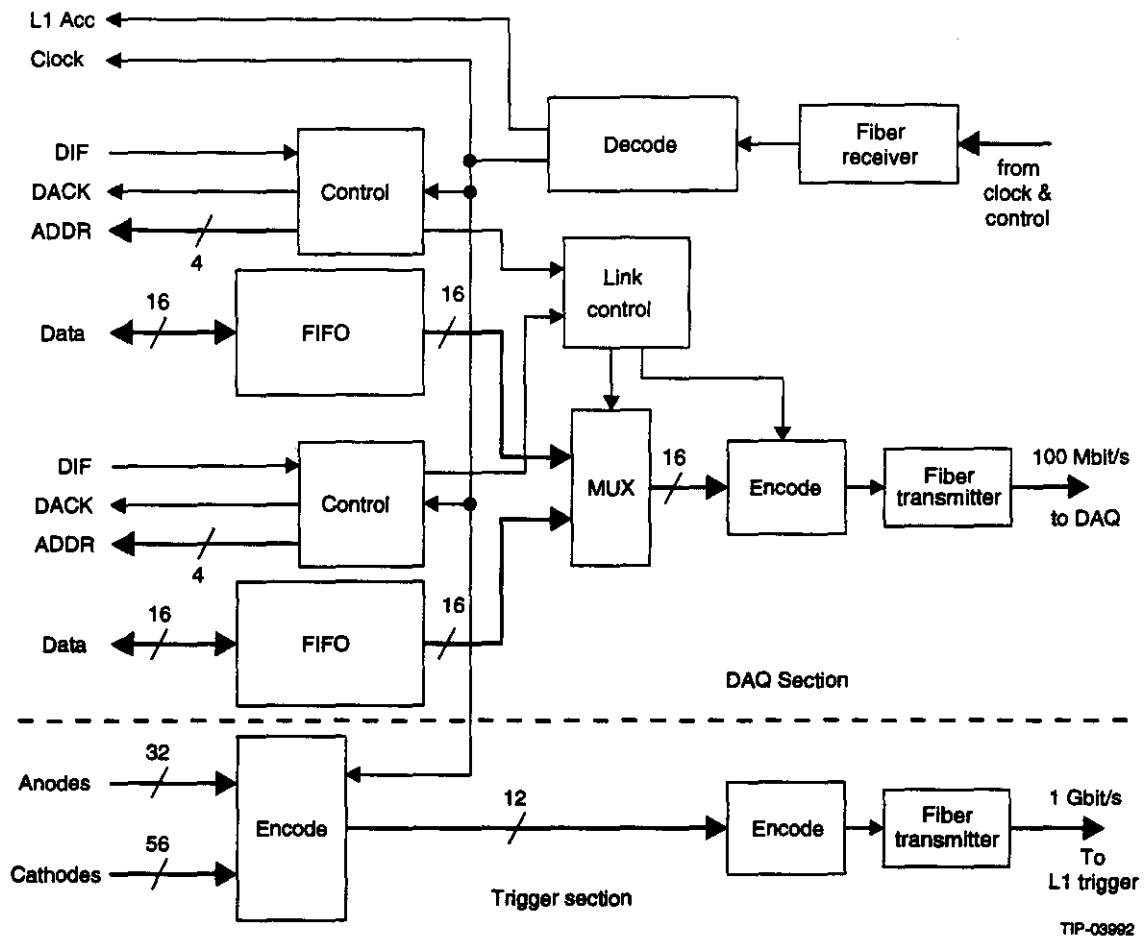 L1 Acc
Clock
DIF
DACK
ADDR
4
Control
Decode
Fiber
receiver
from
clock &
control
Link
control
16
Data
FIFO
16
DIF
DACK
ADDR
4
Control
MUX
16
Encode
Fiber
transmitter
100 Mbit/s
to DAQ
16
Data
FIFO
16
DAQ Section
32
Anodes
56
Cathodes
Encode
12
Encode
Fiber
transmitter
1 Gbit/s
To
L1 trigger
Trigger section
TIP-03992